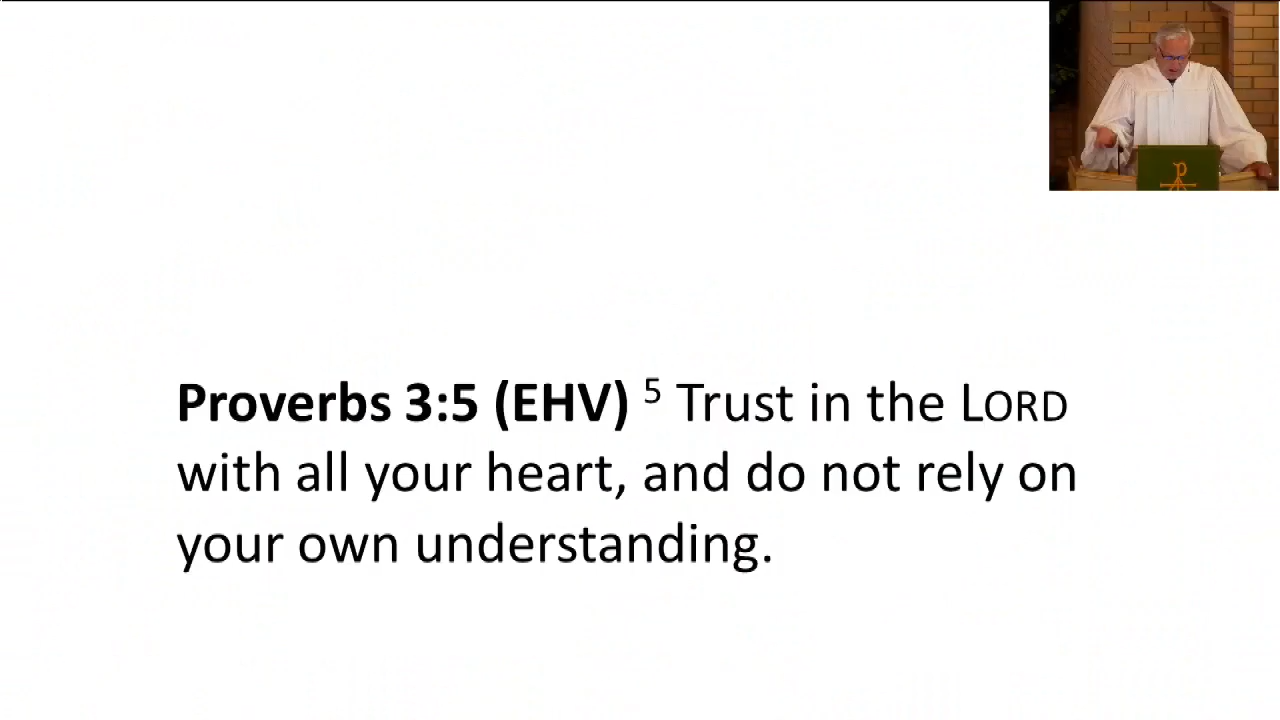 Proverbs 3:5 (EHV) ⁵ Trust in the LORD
with all your heart, and do not rely on
your own understanding.